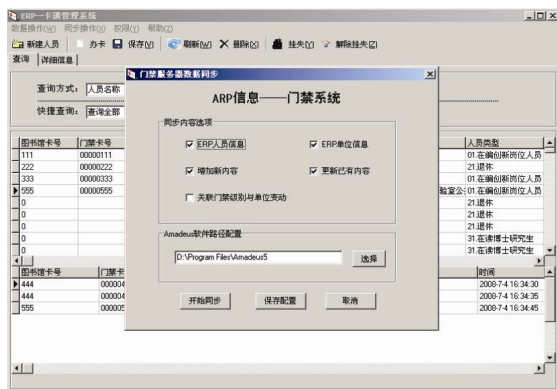 ERP--卡通管理系统
数据操作(W) 同步操作(I) 权限(Y) 帮助(Z)
新建人员 办卡 保存(V) 刷新(W) 删除(X) 挂失(Y) 解除挂失(Z)
查询 详细信息
门禁服务器数据同步
查询方式: 人员名称
快捷查询: 查询全部
ARP信息——门禁系统
同步内容选项
ERP人员信息 ERP单位信息
增加新内容 更新已有内容
关联门禁级别与单位变动
Amadeus软件路径配置
D:\Program Files\Amadeus5 选择
开始同步 保存配置 取消
图书馆卡号 门禁卡号 人员类型
111 00000111 01.在编创新岗位人员
222 00000222 21.退休
333 00000333 01.在编创新岗位人员
555 00000555 验室公 01.在编创新岗位人员
0 21.退休
0 21.退休
0 21.退休
0 31.在读博士研究生
0 31.在读博士研究生
图书馆卡号 门禁卡 时间
444 000004 2008-7-4 16:34:30
444 000004 2008-7-4 16:34:35
555 000005 2008-7-4 16:34:45